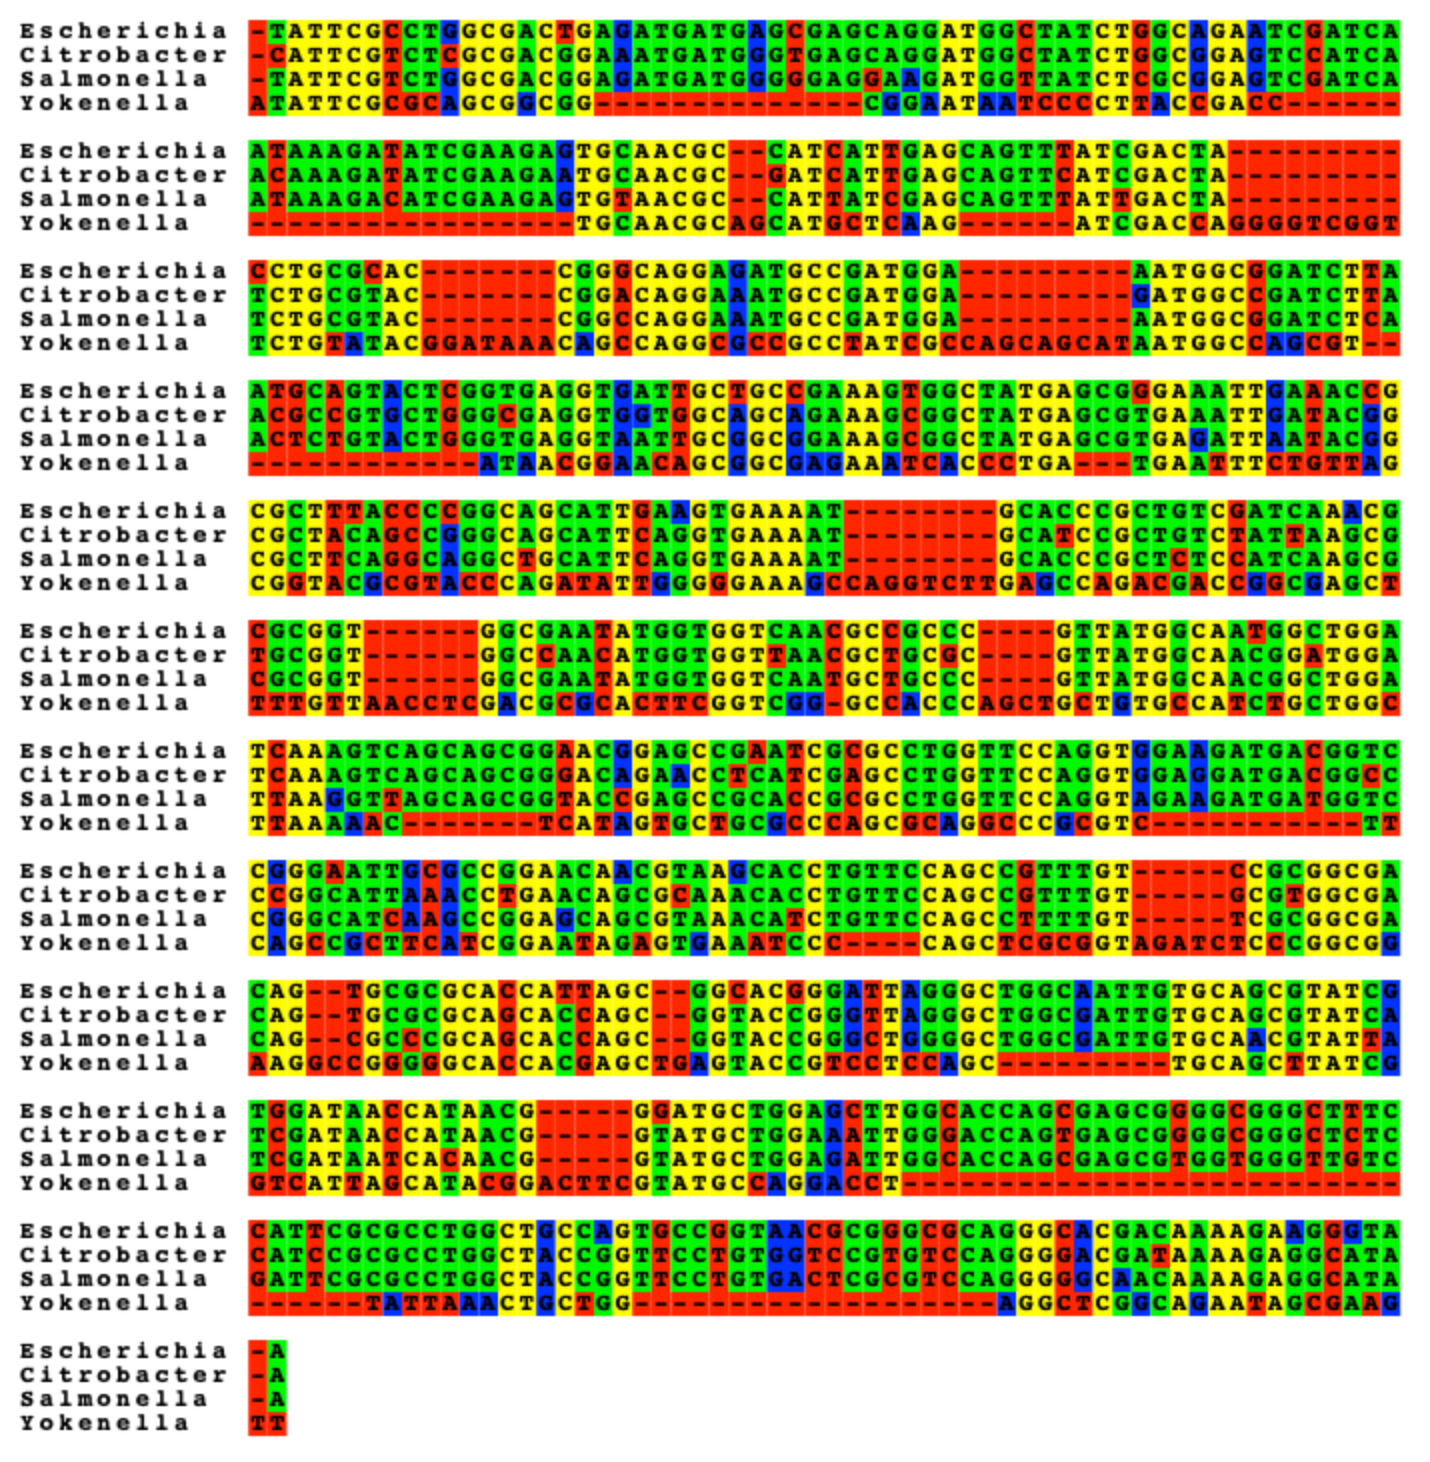 Escherichia -TATTCGCCTGGCGACTGAGATGATGAGCGAGCAGGATGGCTATCTGGCAGAATCGATCA
Citrobacter -CATTCGTCTCGCGACGGAAATGATGGGTGAGCAGGATGGCTATCTGGCGGAGTCCATCA
Salmonella -TATTCGTCTGGCGACGGAGATGATGGGGGAGGAAGATGGTTATCTCGCGGAGTCGATCA
Yokenella ATATTCGCGCAGCGGCGG--------------CGGAATAATCCCCTTACCGACC------
Escherichia ATAAAGATATCGAAGAGTGCAACGC--CATCATTGAGCAGTTTATCGACTA---------
Citrobacter ACAAAGATATCGAAGAATGCAACGC--GATCATTGAGCAGTTCATCGACTA---------
Salmonella ATAAAGACATCGAAGAGTGTAACGC--CATTATCGAGCAGTTTATTGACTA---------
Yokenella -----------------TGCAACGCAGCATGCTCAAG------ATCGACCAGGGGTCGGT
Escherichia CCTGCGCAC-------CGGGCAGGAGATGCCGATGGA---------AATGGCGGATCTTA
Citrobacter TCTGCGTAC-------CGGACAGGAAATGCCGATGGA---------GATGGCCGATCTTA
Salmonella TCTGCGTAC-------CGGCCAGGAAATGCCGATGGA---------AATGGCGGATCTCA
Yokenella TCTGTATACGGATAAACAGCCAGGCGCCGCCTATCGCCAGCAGCATAATGGCCAGCGT--
Escherichia ATGCAGTACTCGGTGAGGTGATTGCTGCCGAAAGTGGCTATGAGCGGGAAATTGAAACCG
Citrobacter ACGCCGTGCTGGGCGAGGTGGTGGCAGCAGAAAGCGGCTATGAGCGTGAAATTGATACGG
Salmonella ACTCTGTACTGGGTGAGGTAATTGCGGCGGAAAGCGGCTATGAGCGTGAGATTAATACGG
Yokenella ------------ATAACGGAACAGCGGCGAGAAATCACCCTGA---TGAATTTCTGTTAG
Escherichia CGCTTTACCCCGGCAGCATTGAAGTGAAAAT--------GCACCCGCTGTCGATCAAACG
Citrobacter CGCTACAGCCGGGCAGCATTCAGGTGAAAAT--------GCATCCGCTGTCTATTAAGCG
Salmonella CGCTTCAGGCAGGCTGCATTCAGGTGAAAAT--------GCACCCGCTCTCCATCAAGCG
Yokenella CGGTACGCGTACCCAGATATTGGGGGAAAGCCAGGTCTTGAGCCAGACGACCGGCGAGCT
Escherichia CGCGGT------GGCGAATATGGTGGTCAACGCCGCCC----GTTATGGCAATGGCTGGA
Citrobacter TGCGGT------GGCCAACATGGTGGTTAACGCTGCGC----GTTATGGCAACGGATGGA
Salmonella CGCGGT------GGCGAATATGGTGGTCAATGCTGCCC----GTTATGGCAACGGCTGGA
Yokenella TTTGTTAACCTCGACGCGCACTTCGGTCGG-GCCACCCAGCTGCTGTGCCATCTGCTGGC
Escherichia TCAAAGTCAGCAGCGGAACGGAGCCGAATCGCGCCTGGTTCCAGGTGGAAGATGACGGTC
Citrobacter TCAAAGTCAGCAGCGGGACAGAACCTCATCGAGCCTGGTTCCAGGTGGAGGATGACGGCC
Salmonella TTAAGGTTAGCAGCGGTACCGAGCCGCACCGCGCCTGGTTCCAGGTAGAAGATGATGGTC
Yokenella TTAAAAAC-------TCATAGTGCTGCGCCCAGCGCAGGCCCGCGTC-----------TT
Escherichia CGGGAATTGCGCCGGAACAACGTAAGCACCTGTTCCAGCCGTTTGT-----CCGCGGCGA
Citrobacter CCGGCATTAAACCTGAACAGCGCAAACACCTGTTCCAGCCGTTTGT-----GCGTGGCGA
Salmonella CGGGCATCAAGCCGGAGCAGCGTAAACATCTGTTCCAGCCTTTTGT-----TCGCGGCGA
Yokenella CAGCCGCTTCATCGGAATAGAGTGAAATCCC----CAGCTCGCGGTAGATCTCCCGGCGG
Escherichia CAG--TGCGCGCACCATTAGC--GGCACGGGATTAGGGCTGGCAATTGTGCAGCGTATCG
Citrobacter CAG--TGCGCGCAGCACCAGC--GGTACCGGGTTAGGGCTGGCGATTGTGCAGCGTATCA
Salmonella CAG--CGCCCGCAGCACCAGC--GGTACCGGGCTGGGGCTGGCGATTGTGCAACGTATTA
Yokenella AAGGCCGGGGGCACCACGAGCTGAGTACCGTCCTCCAGC---------TGCAGCTTATCG
Escherichia TGGATAACCATAACG-----GGATGCTGGAGCTTGGCACCAGCGAGCGGGGCGGGCTTTC
Citrobacter TCGATAACCATAACG-----GTATGCTGGAAATTGGGACCAGTGAGCGGGGCGGGCTCTC
Salmonella TCGATAATCACAACG-----GTATGCTGGAGATTGGCACCAGCGAGCGTGGTGGGTTGTC
Yokenella GTCATTAGCATACGGACTTCGTATGCCAGGACCT--------------------------
Escherichia CATTCGCGCCTGGCTGCCAGTGCCGGTAACGCGGGCGCAGGGCACGACAAAAGAAGGGTA
Citrobacter CATCCGCGCCTGGCTACCGGTTCCTGTGGTCCGTGTCCAGGGGACGATAAAAGAGGCATA
Salmonella GATTCGCGCCTGGCTACCGGTTCCTGTGACTCGCGTCCAGGGGGCAACAAAAGAGGCATA
Yokenella ------TATTAAACTGCTGG-------------------AGGCTCGGCAGAATAGCGAAG
Escherichia -A
Citrobacter -A
Salmonella -A
Yokenella TT